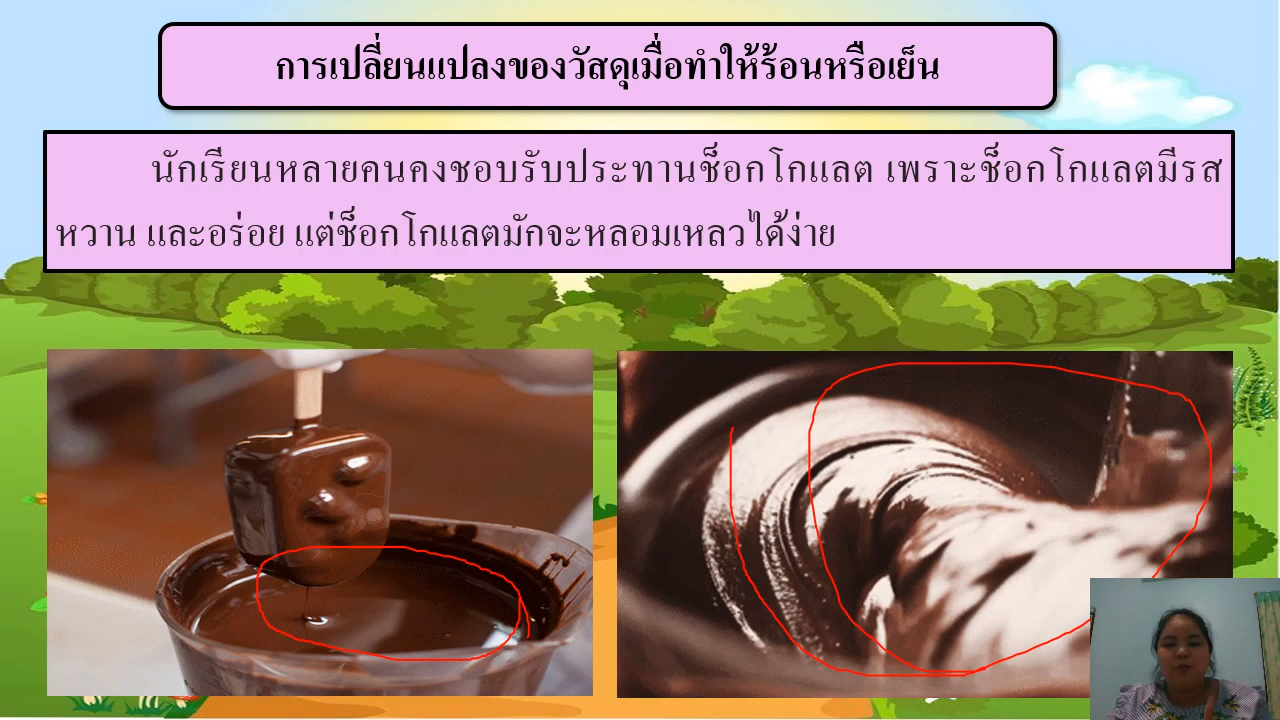 การเปลี่ยนแปลงของวัสดุเมื่อทำให้ร้อนหรือเย็น
นักเรียนหลายคนคงชอบรับประทานช็อกโกแลต เพราะช็อกโกแลตมีรส
หวาน และอร่อย แต่ช็อกโกแลตมักจะหลอมเหลวได้ง่าย